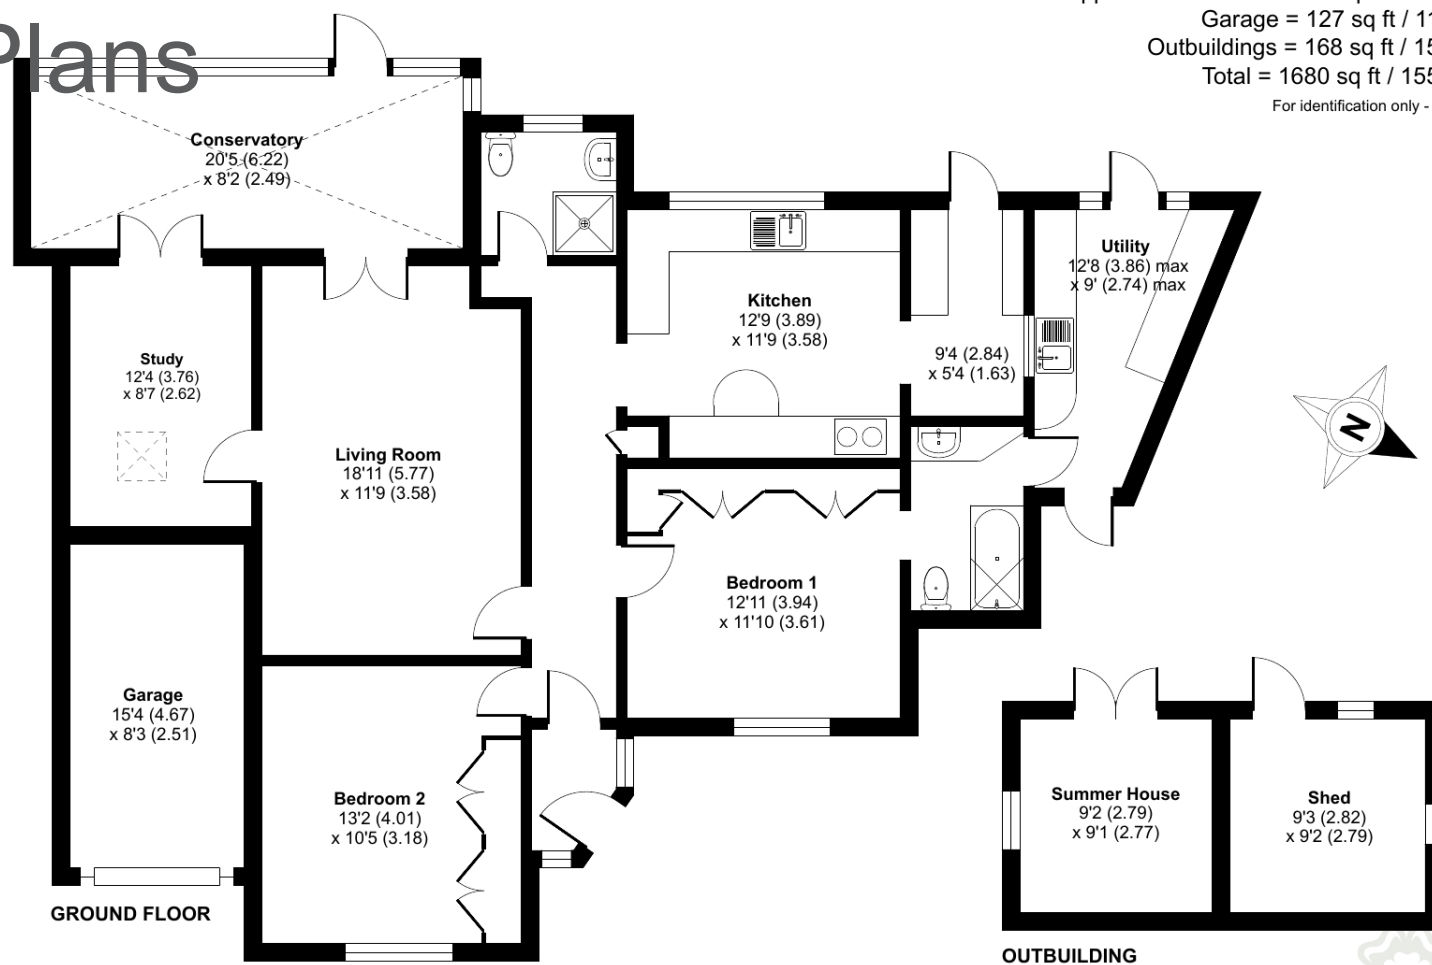 Plans
Garage = 127 sq ft / 11
Outbuildings = 168 sq ft / 15
Total = 1680 sq ft / 155
For identification only -
Conservatory
20'5 (6.22)
x 8'2 (2.49)
Utility
12'8 (3.86) max
x 9' (2.74) max
Kitchen
12'9 (3.89)
x 11'9 (3.58)
9'4 (2.84)
x 5'4 (1.63)
Study
12'4 (3.76)
x 8'7 (2.62)
Living Room
18'11 (5.77)
x 11'9 (3.58)
N
Bedroom 1
12'11 (3.94)
x 11'10 (3.61)
Garage
15'4 (4.67)
x 8'3 (2.51)
Bedroom 2
13'2 (4.01)
x 10'5 (3.18)
Summer House
9'2 (2.79)
x 9'1 (2.77)
Shed
9'3 (2.82)
x 9'2 (2.79)
GROUND FLOOR
OUTBUILDING